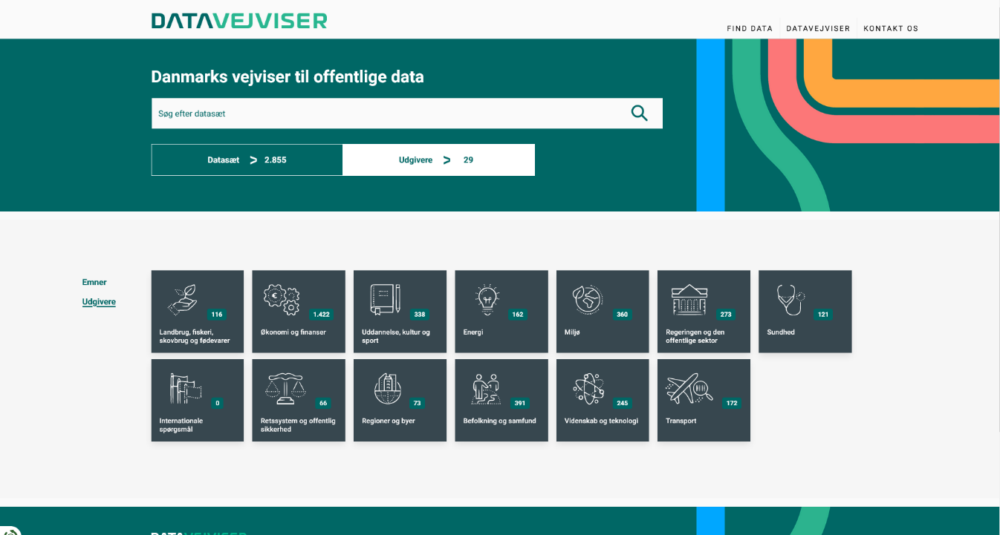 DATAVEJVISER
FIND DATA
DATAVEJVISER
KONTAKT OS
Danmarks vejviser til offentlige data
Søg efter datasæt
Datasæt > 2.855
Udgivere > 29
Emner
Udgivere
116
Landbrug, fiskeri,
skovbrug og fødevarer
€
1.422
Økonomi og finanser
338
Uddannelse, kultur og
sport
162
Energi
360
Miljø
273
Regeringen og den
offentlige sektor
121
Sundhed
0
Internationale
spørgsmål
66
Retssystem og offentlig
sikkerhed
73
Regioner og byer
391
Befolkning og samfund
245
Videnskab og teknologi
172
Transport
DATAVEJVISER